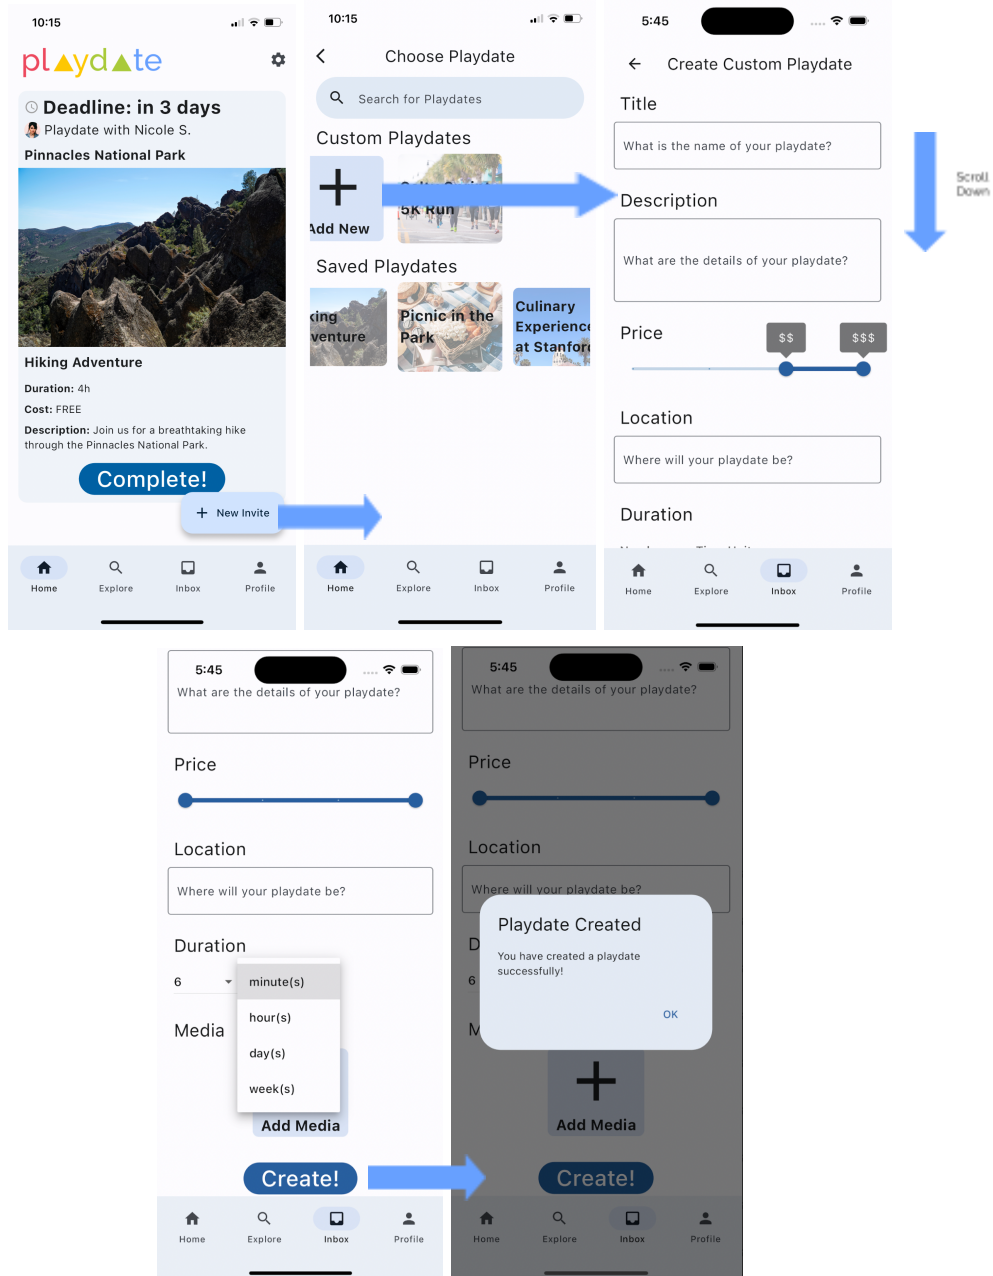 10:15
playdate
Deadline: in 3 days
Playdate with Nicole S.
Pinnacles National Park
Hiking Adventure
Duration: 4h
Cost: FREE
Description: Join us for a breathtaking hike
through the Pinnacles National Park.
Complete!
+ New Invite
Home
Explore
Inbox
Profile
10:15
Choose Playdate
Search for Playdates
Custom Playdates
Add New
5K Run
Saved Playdates
king
venture
Picnic in the
Park
Culinary
Experience
at Stanford
Home
Explore
Inbox
Profile
5:45
Create Custom Playdate
Title
What is the name of your playdate?
Description
What are the details of your playdate?
Price
$$
$$$
Location
Where will your playdate be?
Duration
Home
Explore
Inbox
Profile
Scroll
Down
5:45
What are the details of your playdate?
Price
Location
Where will your playdate be?
Duration
6
minute(s)
hour(s)
day(s)
week(s)
Media
Add Media
Create!
Home
Explore
Inbox
Profile
5:45
What are the details of your playdate?
Price
Location
Where will your playdate be?
D
6
M
Playdate Created
You have created a playdate
successfully!
OK
Add Media
Create!
Home
Explore
Inbox
Profile